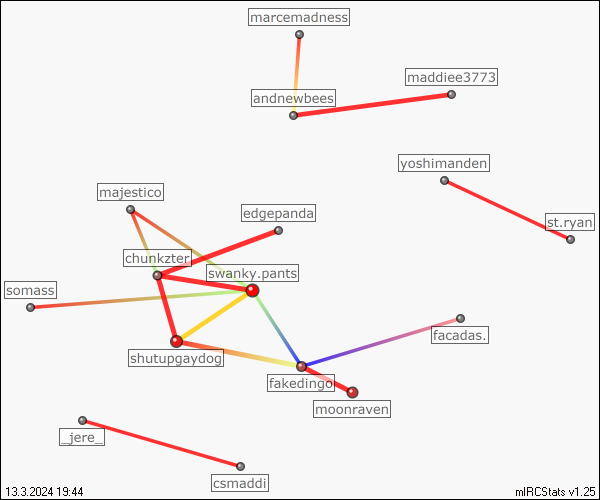 marcemadness
maddiee3773
andnewbees
yoshimanden
majestico
edgepanda
st.ryan
chunkzter
swanky.pants
somass
facadas.
shutupgaydog
fakedingo
moonraven
_jere_
csmaddi
13.3.2024 19:44
mIRCStats v1.25